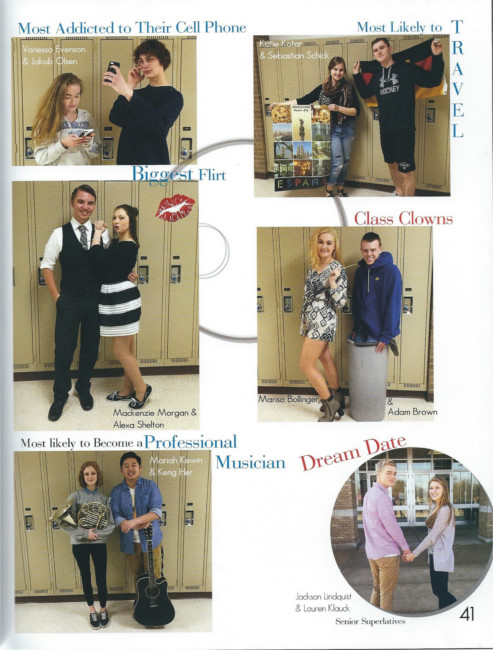 Most Addicted to Their Cell Phone
Vanessa Evenson
& Jakob Olsen
Most Likely to
TRAVEL
Katie Kotar
& Sebastian Schick
HOCKEY
ESPAÑA
Biggest Flirt
Mackenzie Morgan &
Alexa Shelton
Class Clowns
Marisa Bollinger
&
Adam Brown
Most likely to Become a Professional
Musician
Mariah Kirwin
& Keng Her
Dream Date
Jackson Lindquist
& Lauren Klauck
Senior Superlatives
41